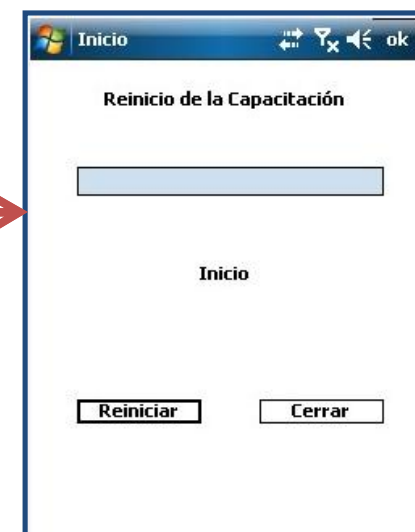 Inicio ok
Reinicio de la Capacitación
Inicio
Reiniciar Cerrar